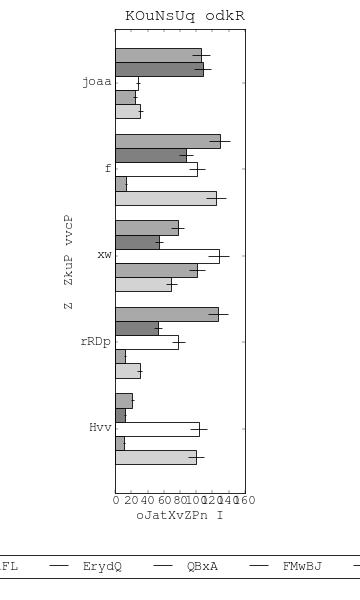 KOuNsUq odkR
joaa
f
xw
rRDp
Hvv
Z ZkuP vvcP
0 20 40 60 80 100 120 140 160
oJatXvZPn I
FL ErydQ QBxA FMwBJ